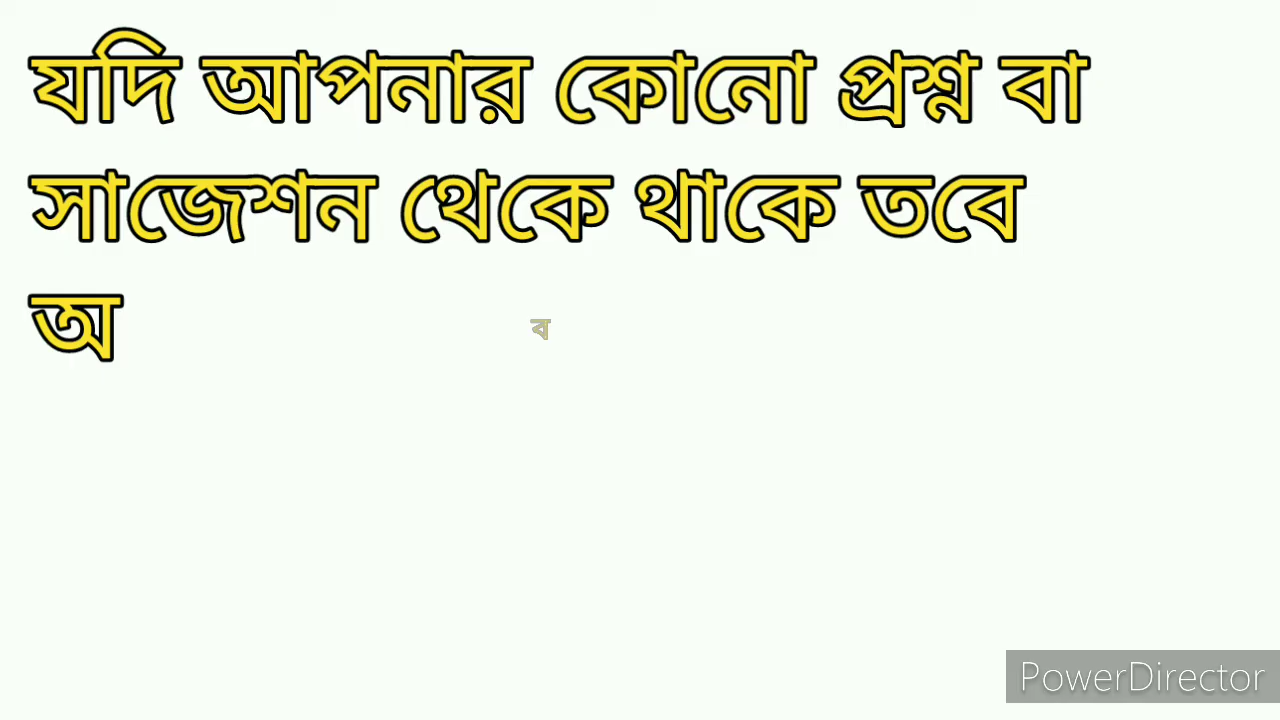 যদি আপনার কোনো প্রশ্ন বা
সাজেশন থেকে থাকে তবে
অ ব
PowerDirector